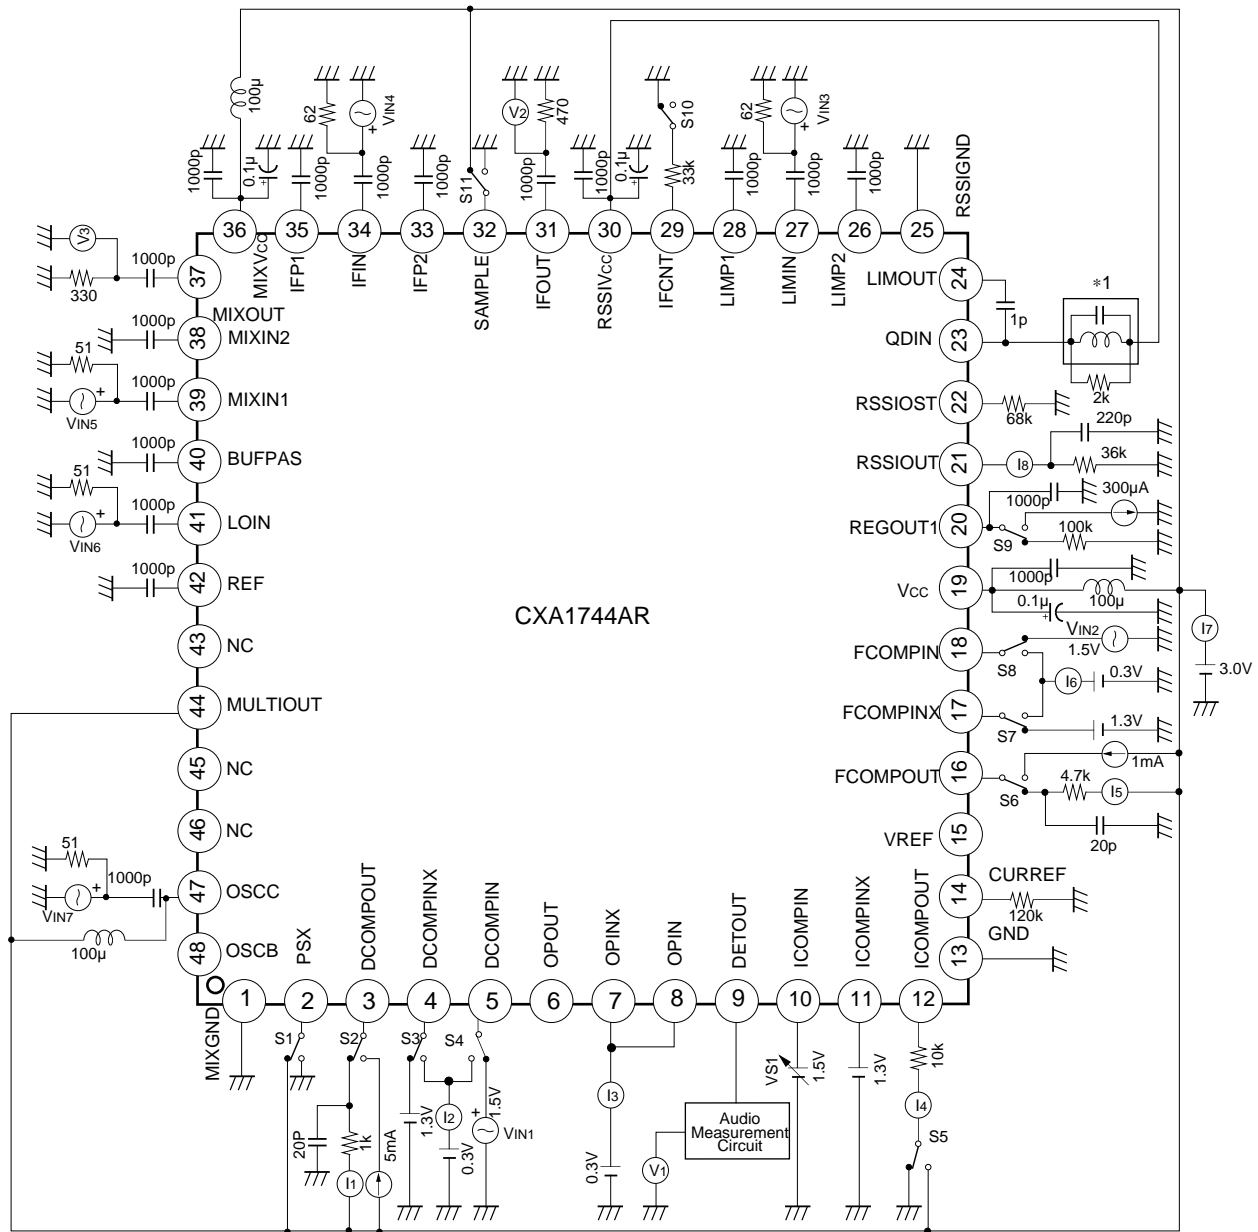 100µ
1000p
0.1µ
+
1000p
62
VIN4
+
1000p
1000p
S11
V2
470
1000p
1000p
0.1µ
+
S10
33k
1000p
62
VIN3
+
1000p
1000p
RSSIGND
36
35
34
33
32
31
30
29
28
27
26
25
MIXVCC
IFP1
IFIN
IFP2
SAMPLE
IFOUT
RSSIVCC
IFCNT
LIMP1
LIMIN
LIMP2
V3
330
1000p
37
MIXOUT
1000p
38
MIXIN2
51
1000p
+
VIN5
39
MIXIN1
1000p
40
BUFPAS
51
1000p
+
VIN6
41
LOIN
1000p
42
REF
43
NC
44
MULTIOUT
45
NC
46
NC
51
1000p
+
VIN7
47
OSCC
100µ
48
OSCB
CXA1744AR
LIMOUT
24
1p
*1
QDIN
23
2k
RSSIOST
22
68k
220p
RSSIOUT
21
I8
36k
1000p
300µA
REGOUT1
20
S9
100k
1000p
VCC
19
0.1µ
+
100µ
I7
3.0V
VIN2
1.5V
FCOMPIN
18
S8
I6
0.3V
FCOMPINX
17
S7
1.3V
FCOMPOUT
16
1mA
S6
4.7k
I5
20p
VREF
15
CURREF
14
120k
GND
13
MIXGND
PSX
DCOMPOUT
DCOMPINX
DCOMPIN
OPOUT
OPINX
OPIN
DETOUT
ICOMPIN
ICOMPINX
ICOMPOUT
1
2
3
4
5
6
7
8
9
10
11
12
S1
S2
20P
1k
I1
5mA
S3
1.3V
I2
0.3V
S4
1.5V
+
VIN1
I3
0.3V
Audio
Measurement
Circuit
V1
VS1
1.5V
1.3V
10k
I4
S5